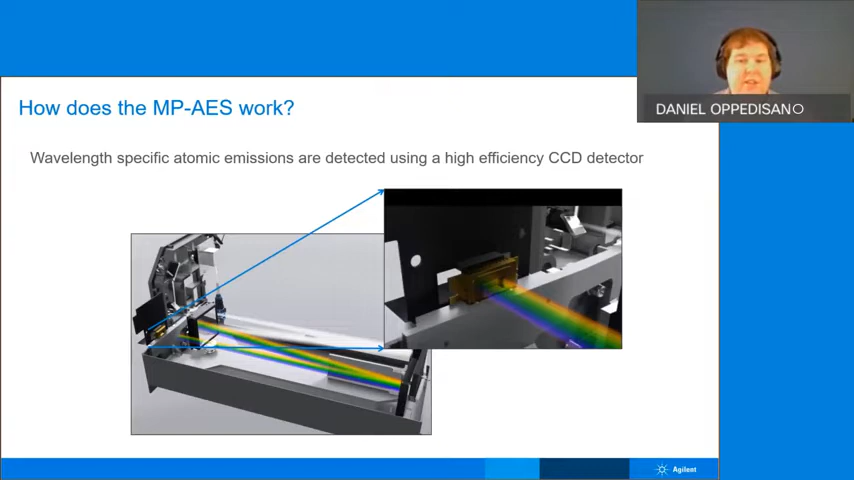 DANIEL OPPEDISANO
How does the MP-AES work?
Wavelength specific atomic emissions are detected using a high efficiency CCD detector
Agilent